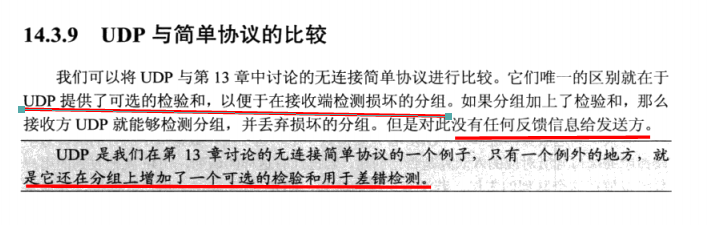 14.3.9 UDP 与简单协议的比较
我们可以将 UDP 与第 13 章中讨论的无连接简单协议进行比较。它们唯一的区别就在于
UDP 提供了可选的检验和，以便于在接收端检测损坏的分组。如果分组加上了检验和，那么
接收方 UDP 就能够检测分组，并丢弃损坏的分组。但是对此没有任何反馈信息给发送方。
UDP 是我们在第 13 章讨论的无连接简单协议的一个例子，只有一个例外的地方，就
是它还在分组上增加了一个可选的检验和用于差错检测。